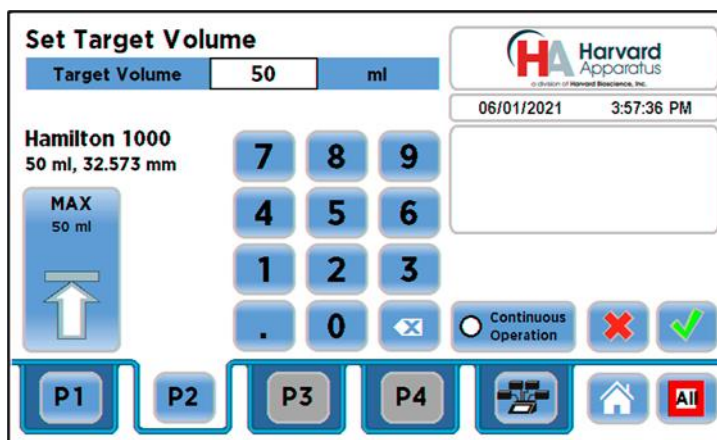 Set Target Volume
Target Volume 50 ml
Harvard
Apparatus
a division of Harvard Bioscience, Inc.
06/01/2021 3:57:36 PM
Hamilton 1000
50 ml, 32.573 mm
MAX
50 ml
7 8 9
4 5 6
1 2 3
. 0
Continuous
Operation
P1 P2 P3 P4 All